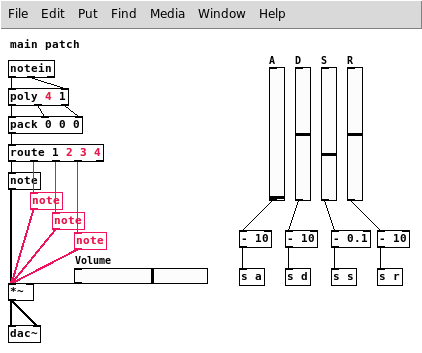 File Edit Put Find Media Window Help
main patch
notein
poly 4 1
pack 0 0 0
route 1 2 3 4
note
note
note
note
Volume
*~
dac~
A D S R
- 10 - 10 - 0.1 - 10
s a s d s s s r